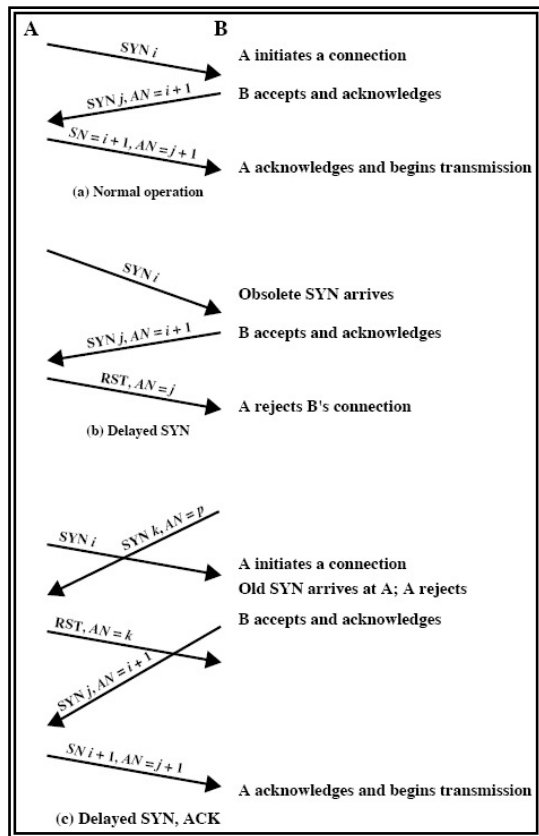 A B
SYN i
A initiates a connection
SYN j, AN = i + 1
B accepts and acknowledges
SN = i + 1, AN = j + 1
A acknowledges and begins transmission
(a) Normal operation
SYN i
Obsolete SYN arrives
SYN j, AN = i + 1
B accepts and acknowledges
RST, AN = j
A rejects B's connection
(b) Delayed SYN
SYN k, AN = p
SYN i
A initiates a connection
Old SYN arrives at A; A rejects
RST, AN = k
B accepts and acknowledges
SYN j, AN = i + 1
SN i + 1, AN = j + 1
A acknowledges and begins transmission
(c) Delayed SYN, ACK